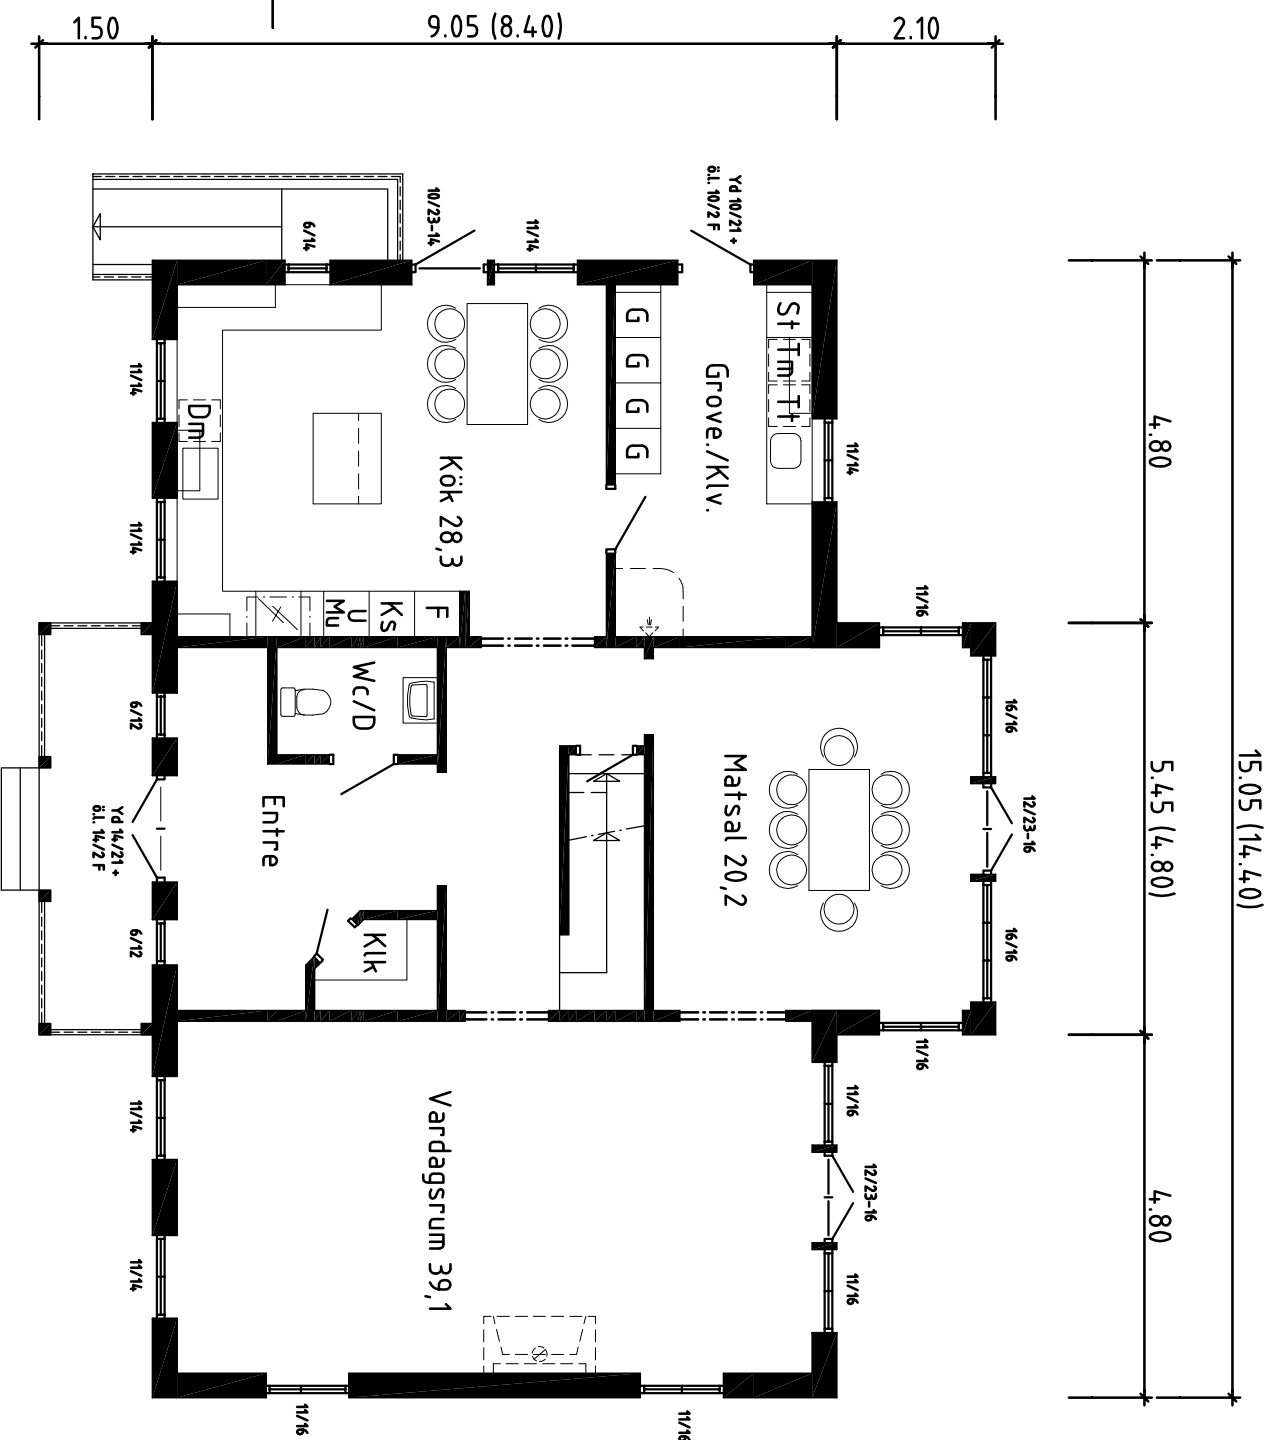 1.50
9.05 (8.40)
2.10
6/14
10/23-14
11/14
Yd 10/21 +
ö.l. 10/2 F
11/14
11/14
11/14
G
G
G
G
St
Tm
Tt
Grove./Klv.
Dm
Kök 28,3
F
Ks
U
Mu
4.80
15.05 (14.40)
5.45 (4.80)
4.80
11/16
16/16
12/23-16
16/16
11/16
6/12
Yd 14/21 +
ö.l. 14/2 F
6/12
Wc/D
Entre
Klk
Matsal 20,2
11/14
11/14
Vardagsrum 39,1
11/16
12/23-16
11/16
11/16
11/16